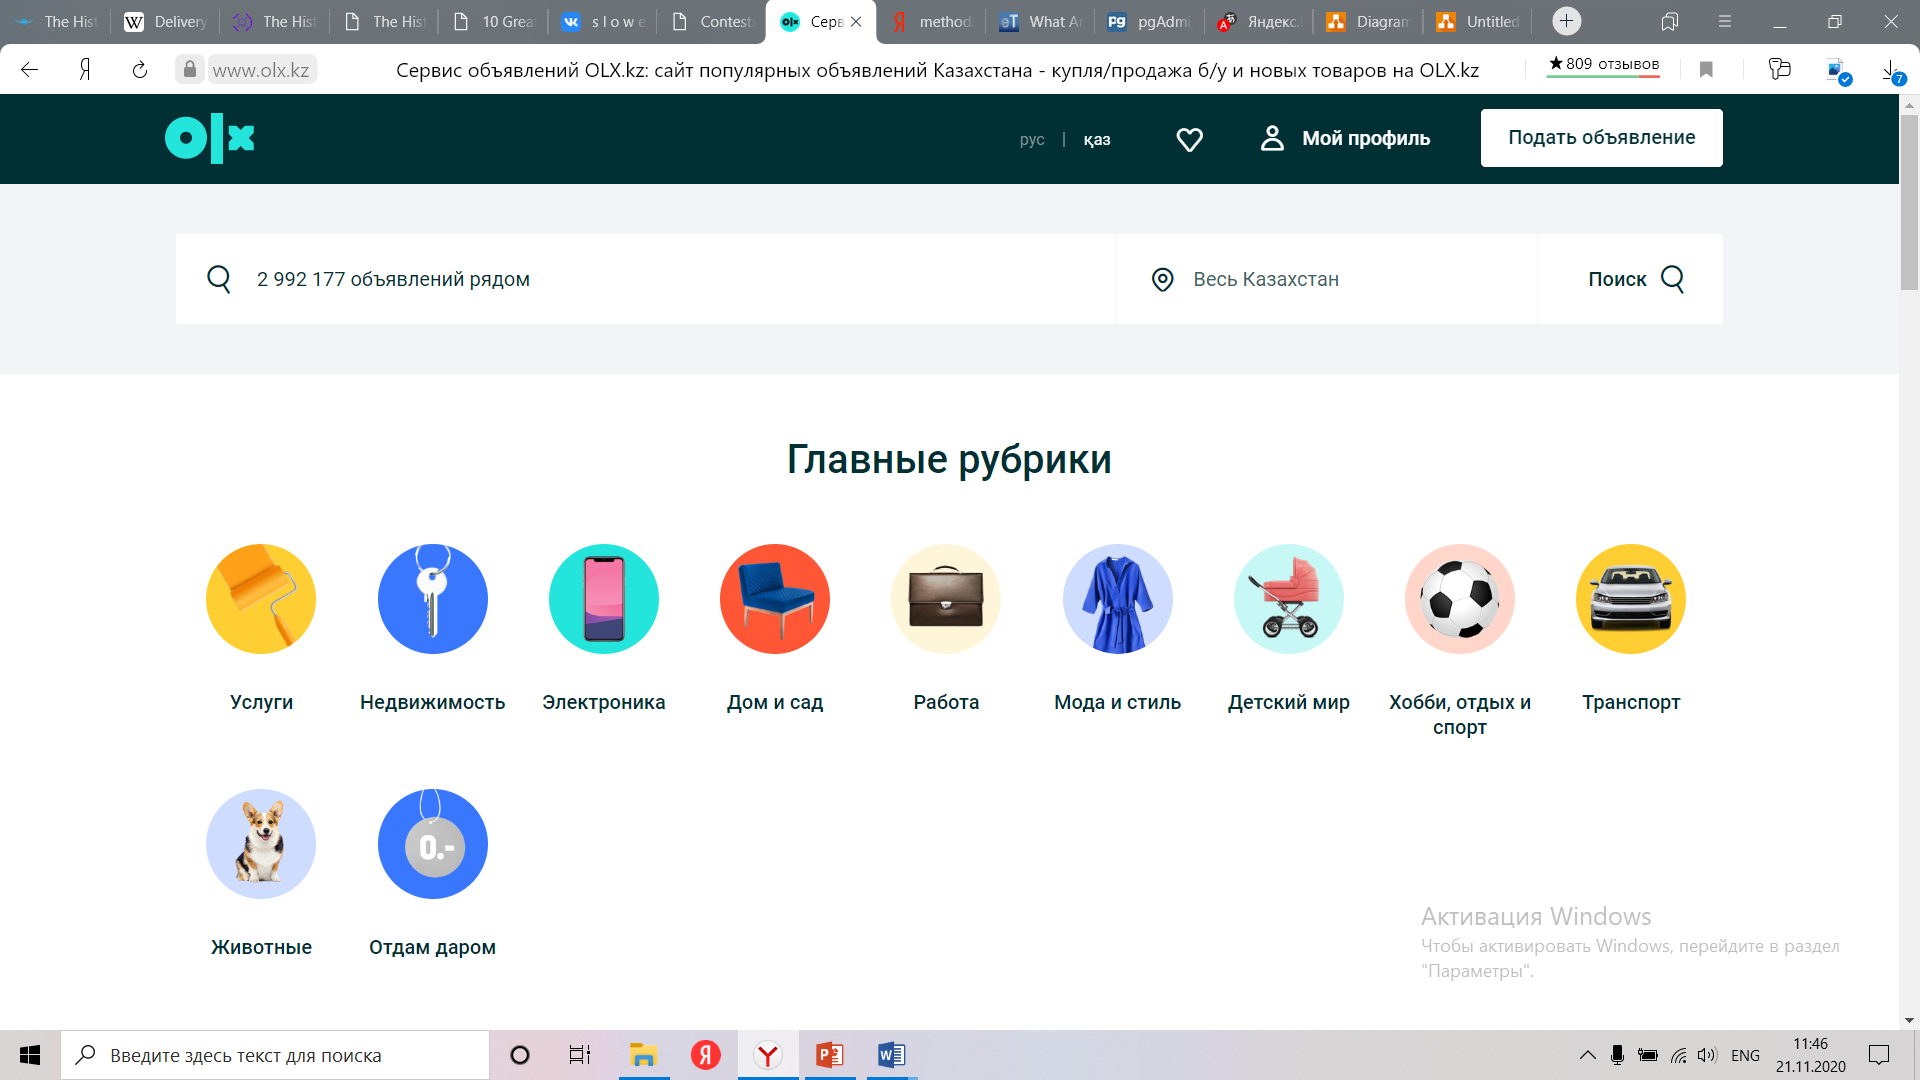 The Hist
Delivery
The Hist
The Hist
10 Grea
s l o w e
Contest
Серв
method.
What Ar
pgAdmi
Яндекс.
Diagram
Untitled
www.olx.kz
Сервис объявлений OLX.kz: сайт популярных объявлений Казахстана - купля/продажа б/у и новых товаров на OLX.kz
★809 отзывов
7
olx
рус | қаз
Мой профиль
Подать объявление
2 992 177 объявлений рядом
Весь Казахстан
Поиск
Главные рубрики
Услуги
Недвижимость
Электроника
Дом и сад
Работа
Мода и стиль
Детский мир
Хобби, отдых и
спорт
Транспорт
0.-
Животные
Отдам даром
Активация Windows
Чтобы активировать Windows, перейдите в раздел
"Параметры".
Введите здесь текст для поиска
ENG
11:46
21.11.2020